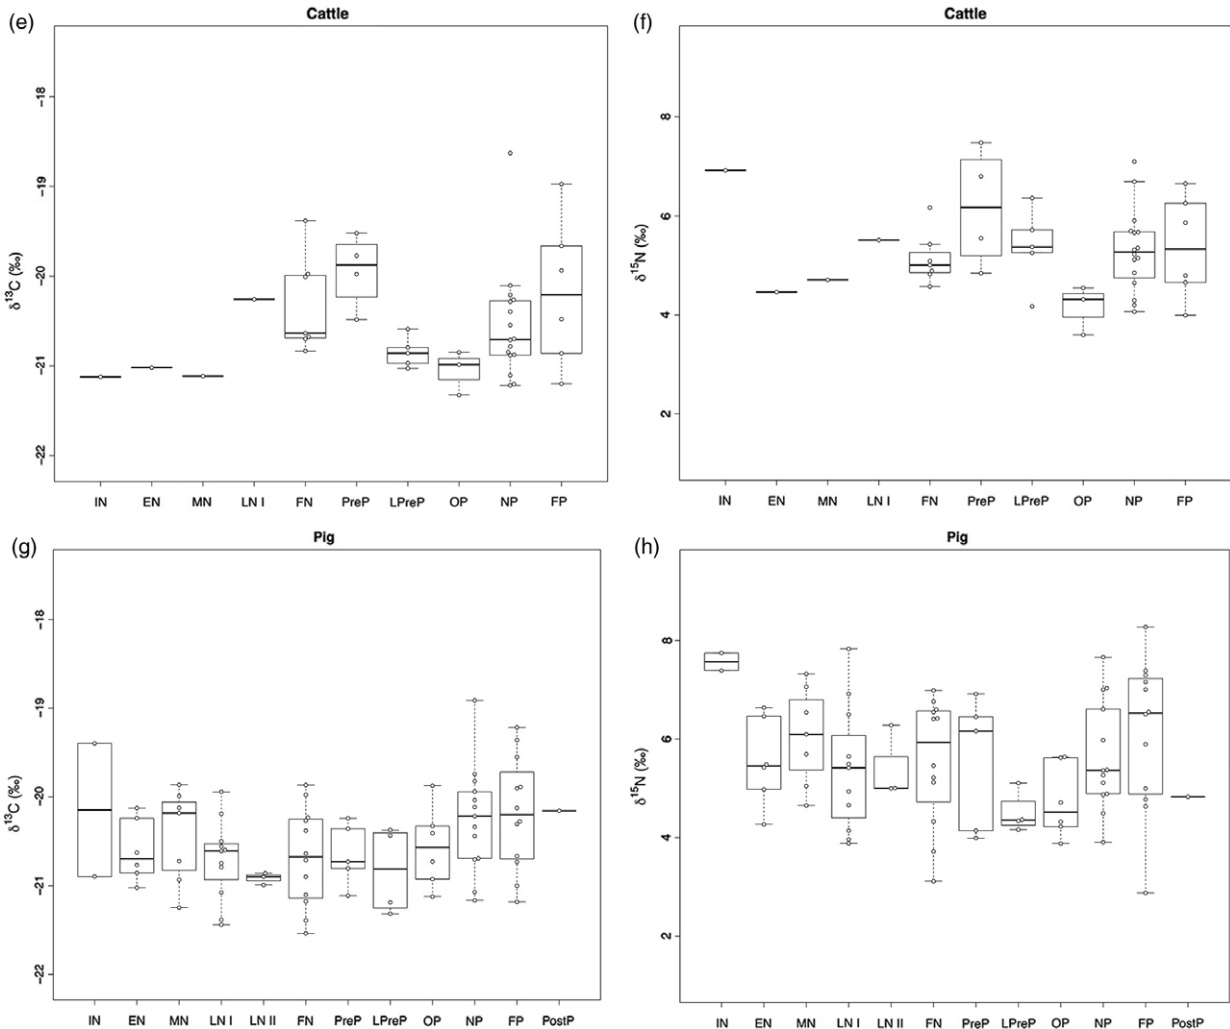 (e)
Cattle
δ13C (‰)
-18
-19
-20
-21
-22
IN EN MN LN I FN PreP LPreP OP NP FP
(f)
Cattle
δ15N (‰)
8
6
4
2
IN EN MN LN I FN PreP LPreP OP NP FP
(g)
Pig
δ13C (‰)
-18
-19
-20
-21
-22
IN EN MN LN I LN II FN PreP LPreP OP NP FP PostP
(h)
Pig
δ15N (‰)
8
6
4
2
IN EN MN LN I LN II FN PreP LPreP OP NP FP PostP